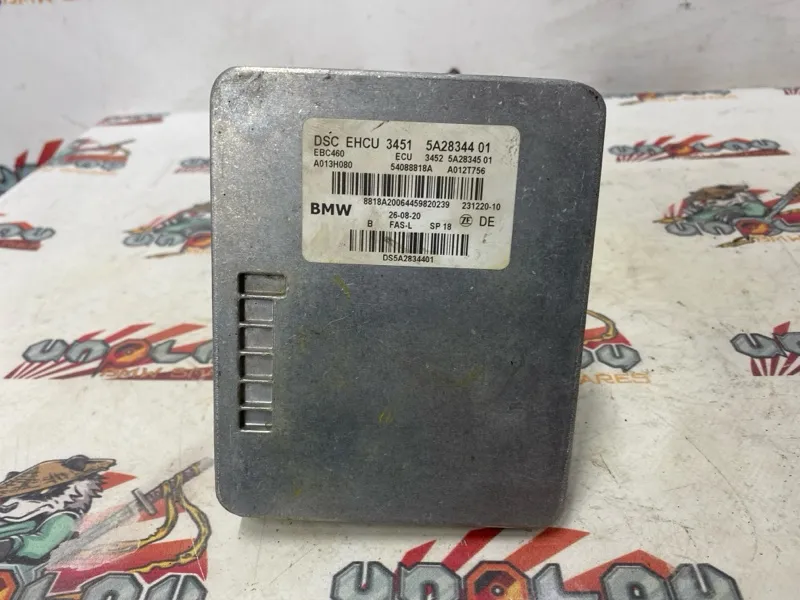 DSC EHCU 3451 5A28344 01
EBC460 ECU 3452 5A28345 01
A013H080 54088818A A012T756
8818A20064459820239 231220-10
BMW 26-08-20 ZF DE
B FAS-L SP 18
DS5A2834401